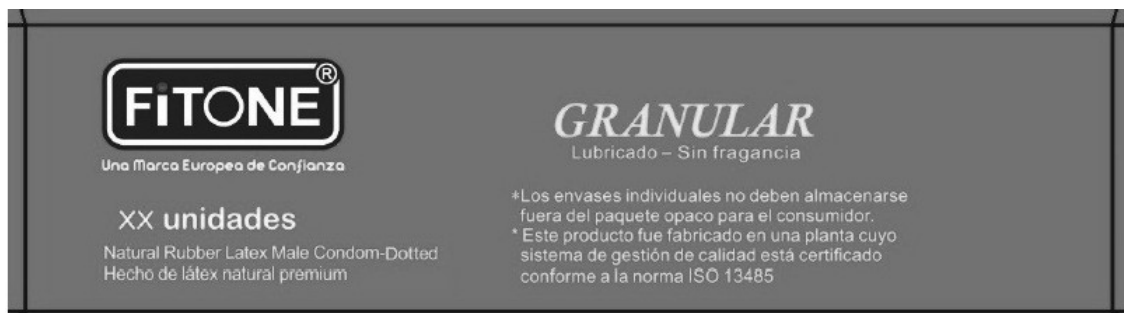 FiTONE®
Una Marca Europea de Confianza
XX unidades
Natural Rubber Latex Male Condom-Dotted
Hecho de látex natural premium
GRANULAR
Lubricado – Sin fragancia
*Los envases individuales no deben almacenarse
fuera del paquete opaco para el consumidor.
* Este producto fue fabricado en una planta cuyo
sistema de gestión de calidad está certificado
conforme a la norma ISO 13485